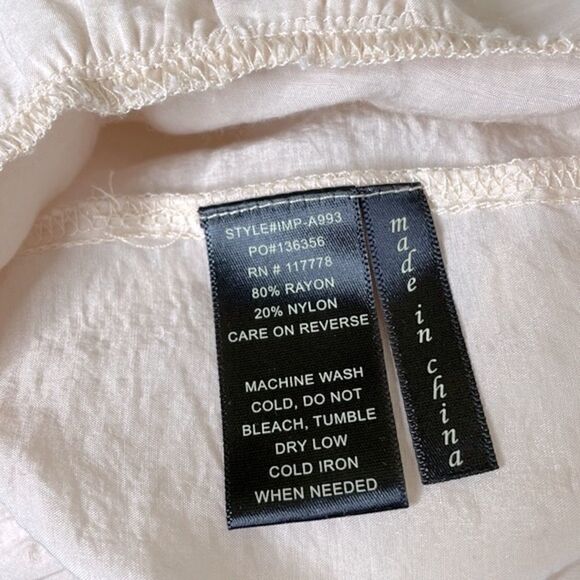 STYLE#IMP-A993
PO#136356
RN # 117778
80% RAYON
20% NYLON
CARE ON REVERSE
MACHINE WASH
COLD, DO NOT
BLEACH, TUMBLE
DRY LOW
COLD IRON
WHEN NEEDED
made in china